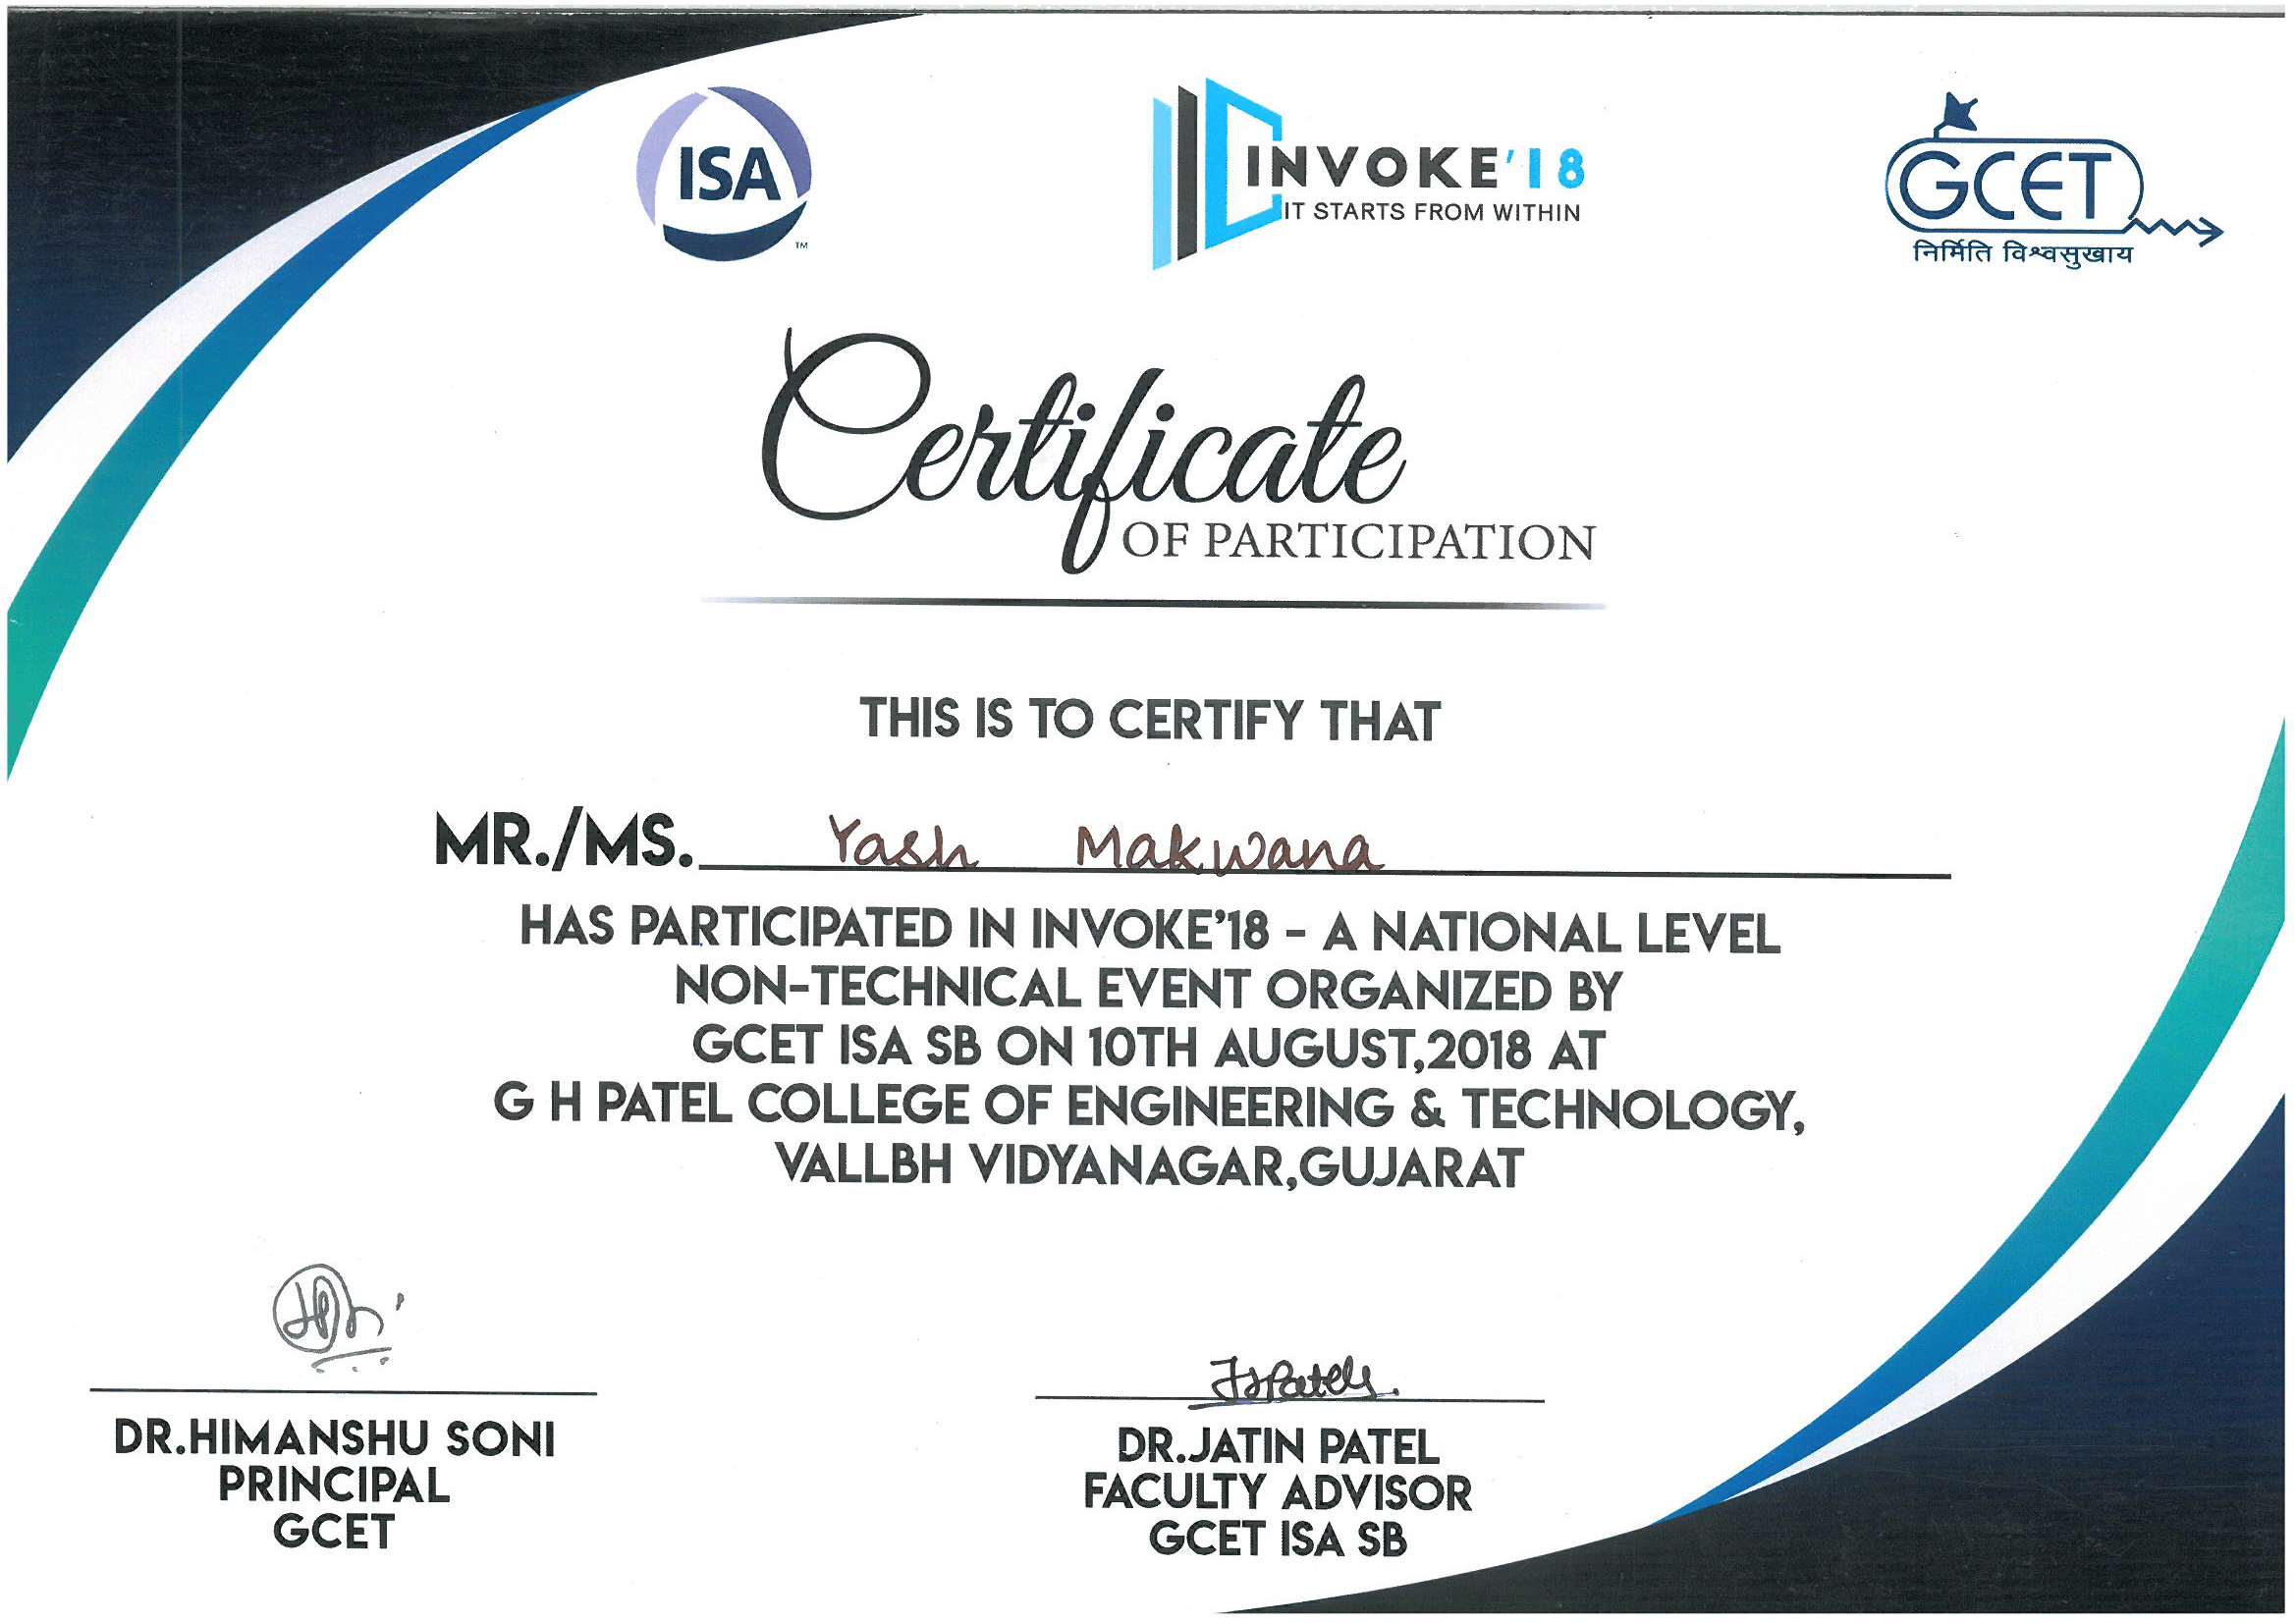 ISA
TM
INVOKE'18
IT STARTS FROM WITHIN
GCET
निर्मिति विश्वसुखाय
Certificate
OF PARTICIPATION
THIS IS TO CERTIFY THAT
MR./MS. Yash Makwana
HAS PARTICIPATED IN INVOKE'18 - A NATIONAL LEVEL
NON-TECHNICAL EVENT ORGANIZED BY
GCET ISA SB ON 10TH AUGUST,2018 AT
G H PATEL COLLEGE OF ENGINEERING & TECHNOLOGY,
VALLBH VIDYANAGAR,GUJARAT
JSPatel
DR.HIMANSHU SONI
PRINCIPAL
GCET
DR.JATIN PATEL
FACULTY ADVISOR
GCET ISA SB